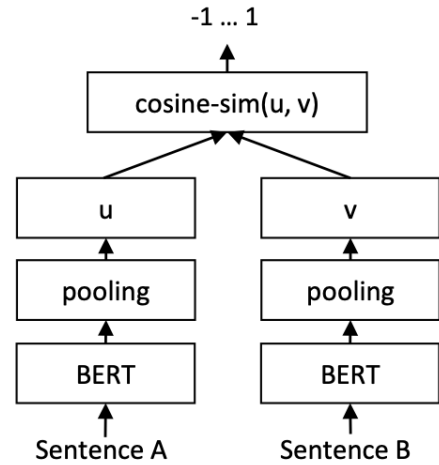 -1 … 1
cosine-sim(u, v)
u v
pooling pooling
BERT BERT
Sentence A Sentence B